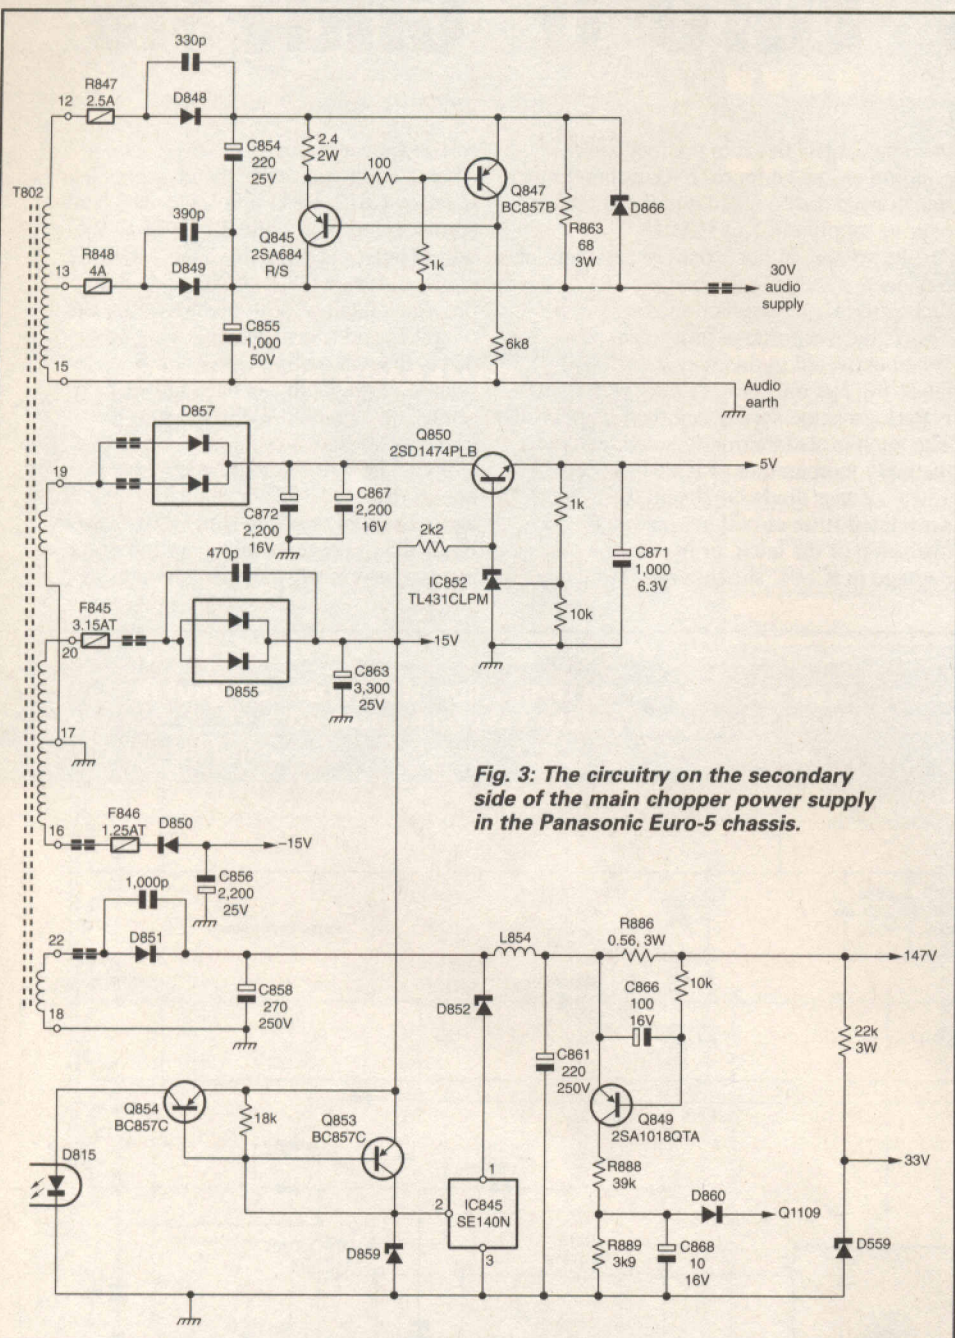 330p
R847
2.5A
12
D848
C854
220
25V
2.4
2W
100
Q847
BC857B
T802
390p
Q845
2SA684
R/S
1k
R863
68
3W
D866
R848
4A
13
D849
30V
audio
supply
C855
1,000
50V
6k8
15
Audio
earth
D857
Q850
2SD1474PLB
19
5V
C872
2,200
16V
C867
2,200
16V
1k
2k2
470p
C871
1,000
6.3V
IC852
TL431CLPM
10k
F845
3.15AT
20
15V
D855
C863
3,300
25V
17
Fig. 3: The circuitry on the secondary
side of the main chopper power supply
in the Panasonic Euro-5 chassis.
F846
1.25AT
D850
16
-15V
C856
2,200
25V
1,000p
22
D851
L854
R886
0.56, 3W
147V
C858
270
250V
18
D852
C866
100
16V
10k
22k
3W
C861
220
250V
Q854
BC857C
18k
Q853
BC857C
Q849
2SA1018QTA
D815
33V
1
R888
39k
2
IC845
SE140N
D860
Q1109
3
D859
R889
3k9
C868
10
16V
D559